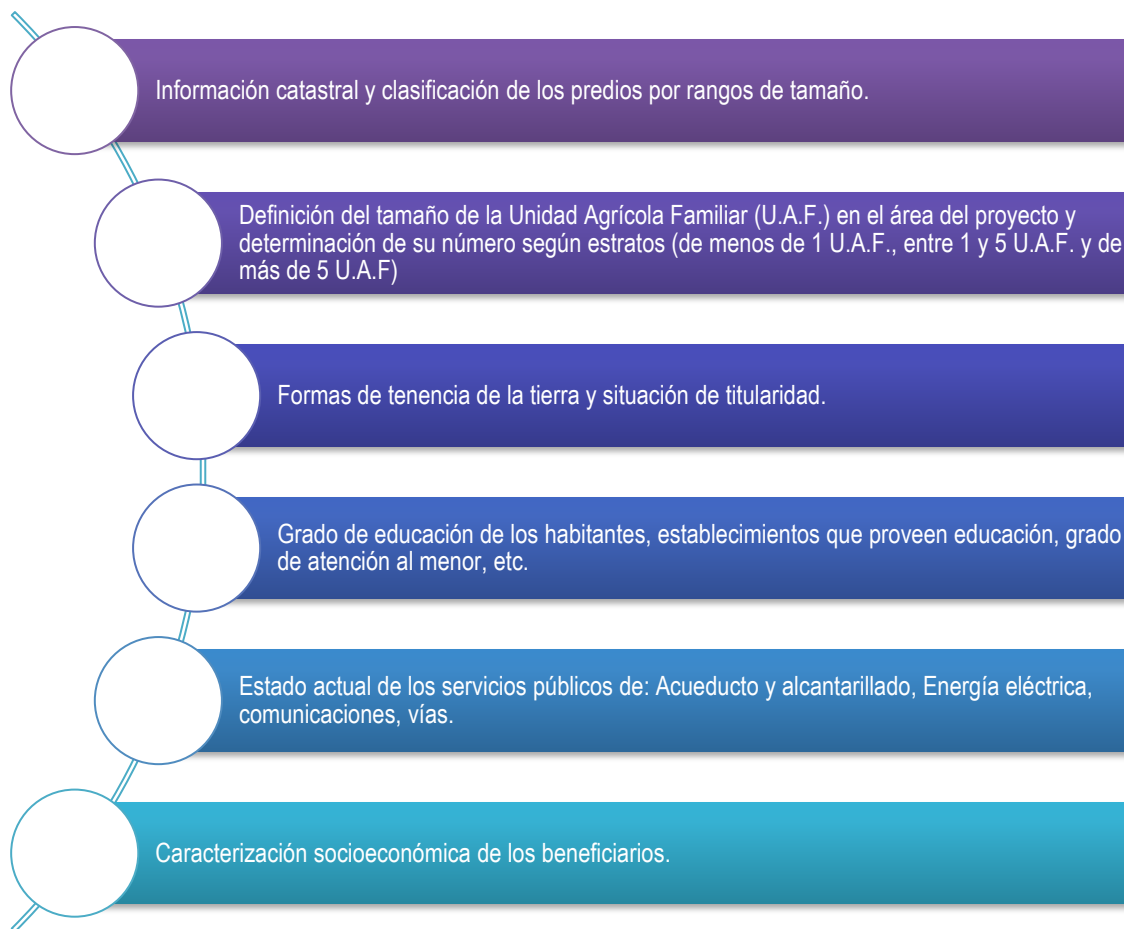 Información catastral y clasificación de los predios por rangos de tamaño.
Definición del tamaño de la Unidad Agrícola Familiar (U.A.F.) en el área del proyecto y
determinación de su número según estratos (de menos de 1 U.A.F., entre 1 y 5 U.A.F. y de
más de 5 U.A.F)
Formas de tenencia de la tierra y situación de titularidad.
Grado de educación de los habitantes, establecimientos que proveen educación, grado
de atención al menor, etc.
Estado actual de los servicios públicos de: Acueducto y alcantarillado, Energía eléctrica,
comunicaciones, vías.
Caracterización socioeconómica de los beneficiarios.